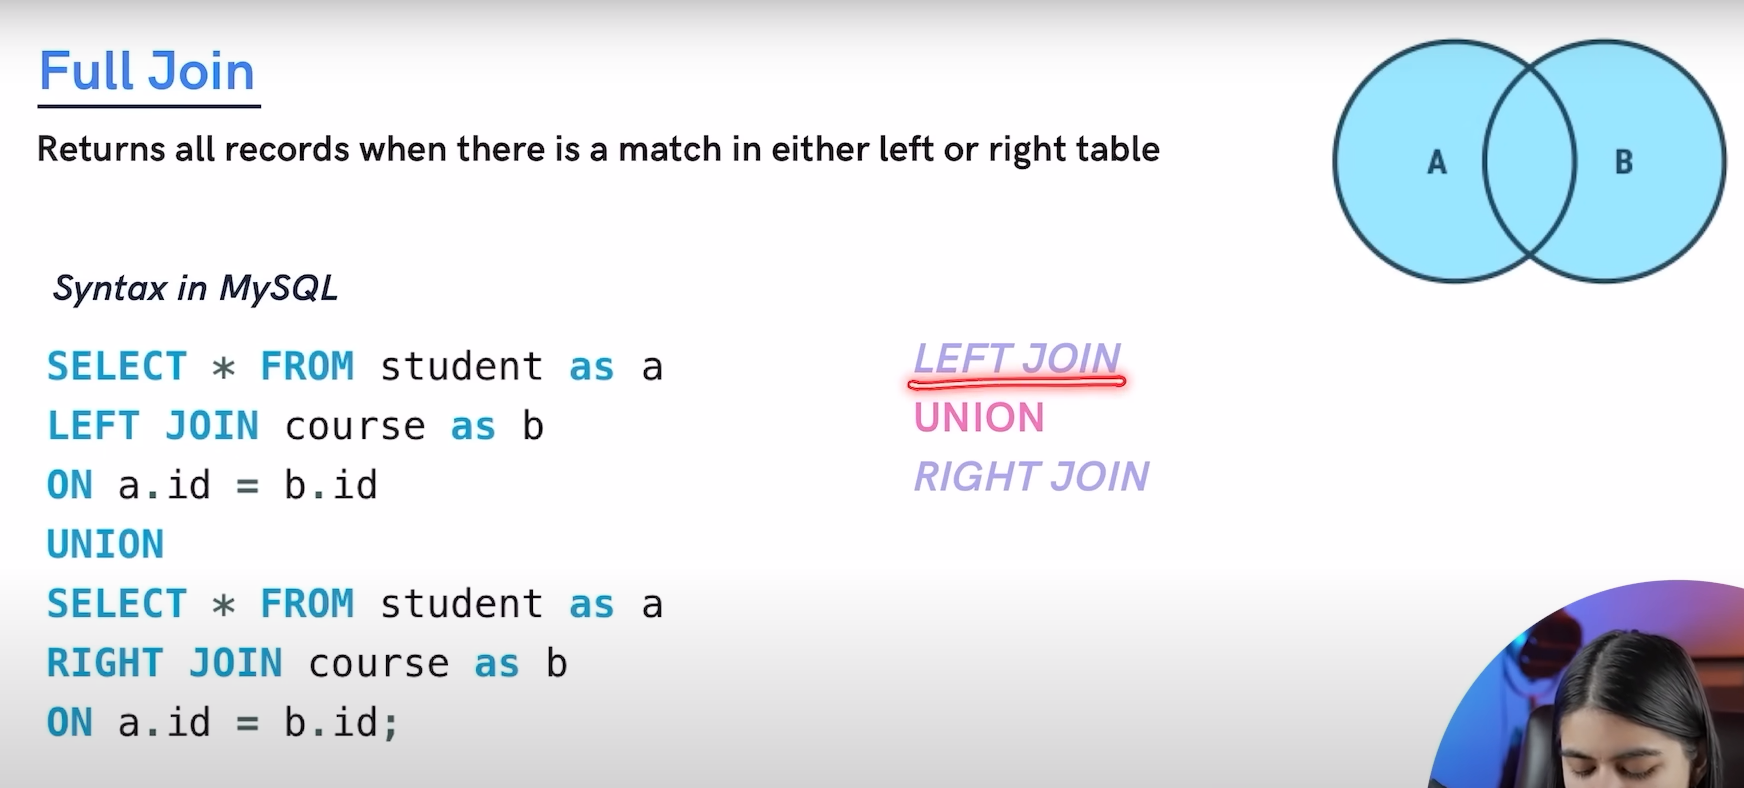 Full Join
Returns all records when there is a match in either left or right table
A
B
Syntax in MySQL
SELECT * FROM student as a
LEFT JOIN course as b
ON a.id = b.id
UNION
SELECT * FROM student as a
RIGHT JOIN course as b
ON a.id = b.id;
LEFT JOIN
UNION
RIGHT JOIN